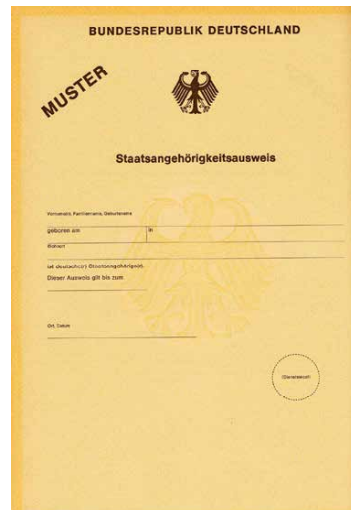 BUNDESREPUBLIK DEUTSCHLAND
MUSTER
Staatsangehörigkeitsausweis
Vorname(n), Familienname, Geburtsname
geboren am in
Wohnort
ist deutsche(r) Staatsangehörige(r).
Dieser Ausweis gilt bis zum
Ort, Datum
(Dienstsiegel)